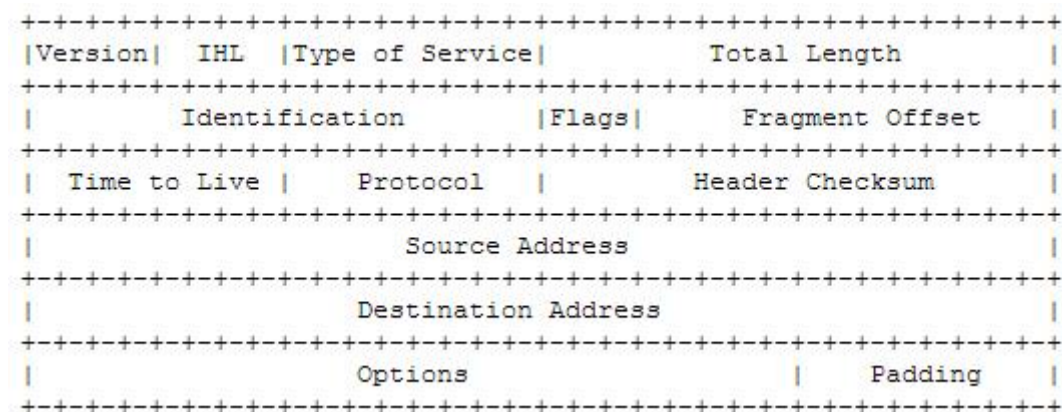 +-+-+-+-+-+-+-+-+-+-+-+-+-+-+-+-+-+-+-+-+-+-+-+-+-+-+-+-+-+-+-+-+
|Version|  IHL  |Type of Service|          Total Length         |
+-+-+-+-+-+-+-+-+-+-+-+-+-+-+-+-+-+-+-+-+-+-+-+-+-+-+-+-+-+-+-+-+
|         Identification        |Flags|      Fragment Offset    |
+-+-+-+-+-+-+-+-+-+-+-+-+-+-+-+-+-+-+-+-+-+-+-+-+-+-+-+-+-+-+-+-+
|  Time to Live |    Protocol   |         Header Checksum       |
+-+-+-+-+-+-+-+-+-+-+-+-+-+-+-+-+-+-+-+-+-+-+-+-+-+-+-+-+-+-+-+-+
|                       Source Address                          |
+-+-+-+-+-+-+-+-+-+-+-+-+-+-+-+-+-+-+-+-+-+-+-+-+-+-+-+-+-+-+-+-+
|                    Destination Address                        |
+-+-+-+-+-+-+-+-+-+-+-+-+-+-+-+-+-+-+-+-+-+-+-+-+-+-+-+-+-+-+-+-+
|                    Options                    |    Padding    |
+-+-+-+-+-+-+-+-+-+-+-+-+-+-+-+-+-+-+-+-+-+-+-+-+-+-+-+-+-+-+-+-+